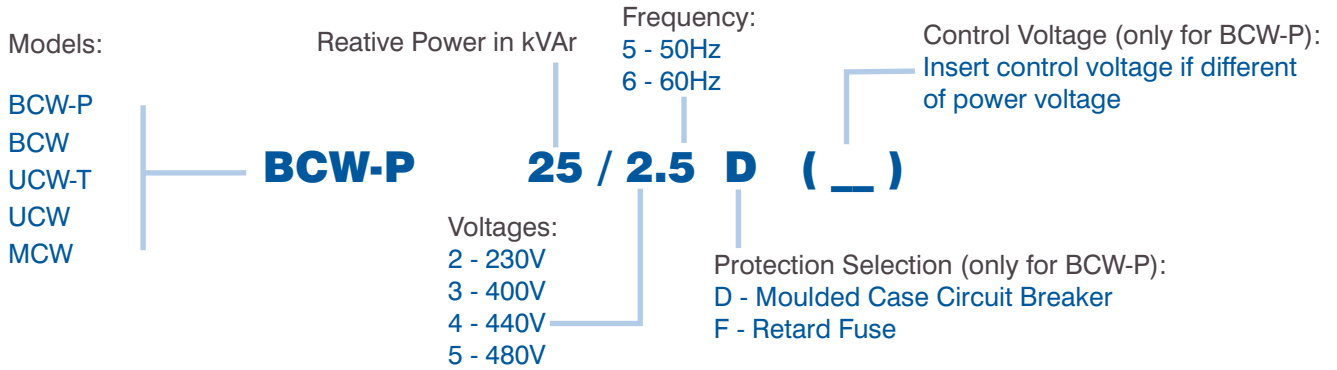 Models:
BCW-P
BCW
UCW-T
UCW
MCW
Reative Power in kVAr
Frequency:
5 - 50Hz
6 - 60Hz
Control Voltage (only for BCW-P):
Insert control voltage if different
of power voltage
BCW-P 25 / 2.5 D ( __ )
Voltages:
2 - 230V
3 - 400V
4 - 440V
5 - 480V
Protection Selection (only for BCW-P):
D - Moulded Case Circuit Breaker
F - Retard Fuse